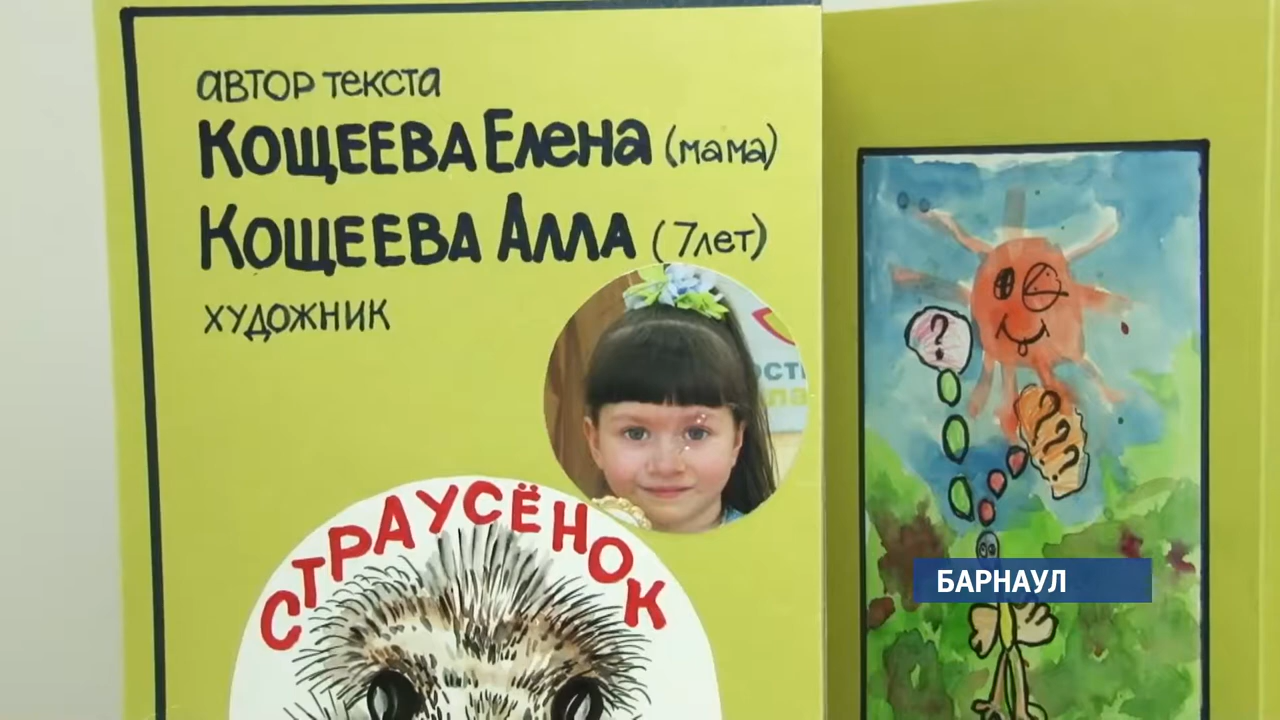 автор текста
Кощеева Елена (мама)
Кощеева Алла (7 лет)
художник
СТРАУСЁНОК
?
???
БАРНАУЛ